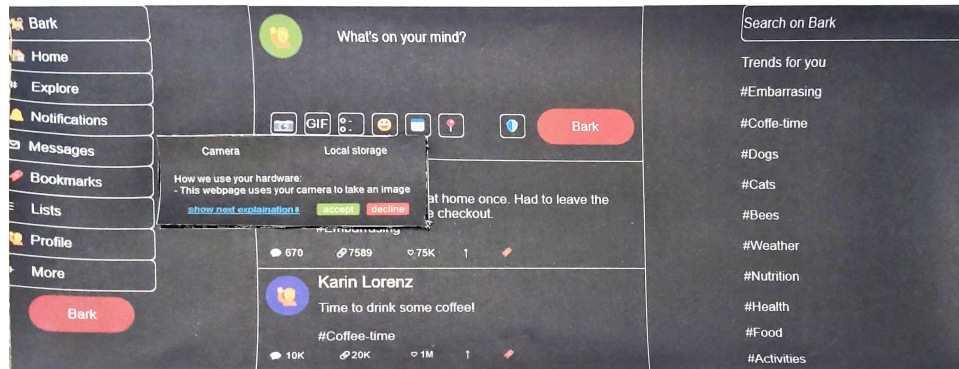 Bark
Home
Explore
Notifications
Messages
Bookmarks
Lists
Profile
More
Bark
What's on your mind?
GIF
Bark
Camera
Local storage
How we use your hardware:
- This webpage uses your camera to take an image
show next explaination
accept
decline
at home once. Had to leave the
checkout.
#Embarrasing
670
7589
75K
Karin Lorenz
Time to drink some coffee!
#Coffee-time
10K
20K
1M
Search on Bark
Trends for you
#Embarrasing
#Coffe-time
#Dogs
#Cats
#Bees
#Weather
#Nutrition
#Health
#Food
#Activities